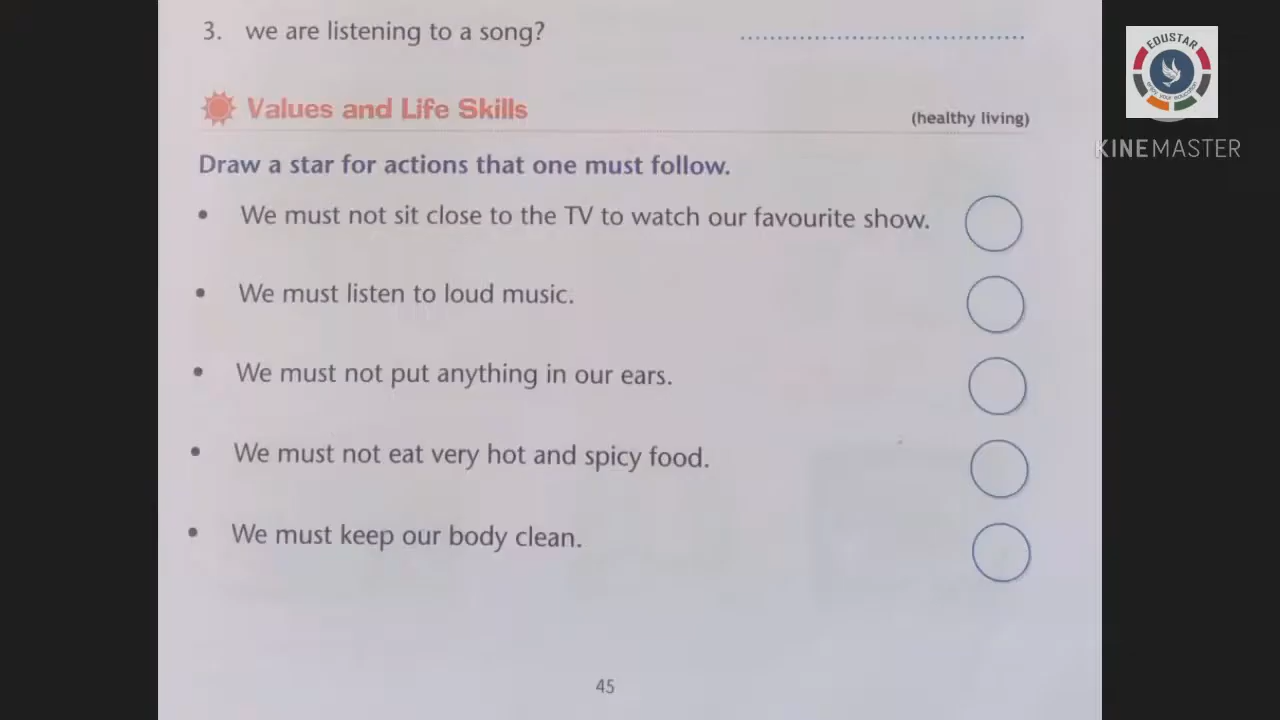 3. we are listening to a song? ......................................
EDUSTAR
enjoy your education
KINEMASTER
Values and Life Skills
(healthy living)
Draw a star for actions that one must follow.
• We must not sit close to the TV to watch our favourite show.
• We must listen to loud music.
• We must not put anything in our ears.
• We must not eat very hot and spicy food.
• We must keep our body clean.
45